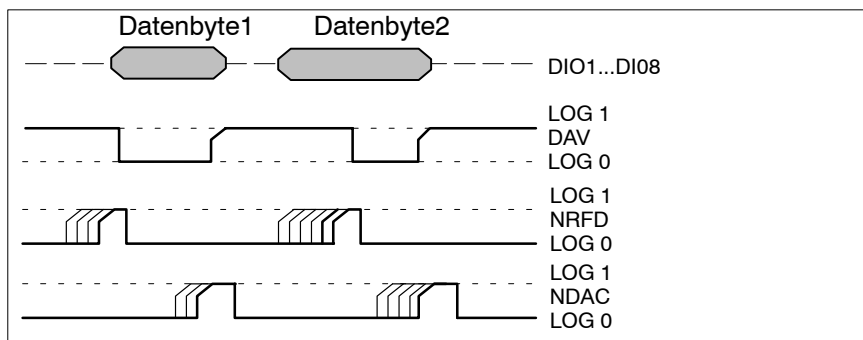 Datenbyte1 Datenbyte2
DIO1...DI08
LOG 1
DAV
LOG 0
LOG 1
NRFD
LOG 0
LOG 1
NDAC
LOG 0